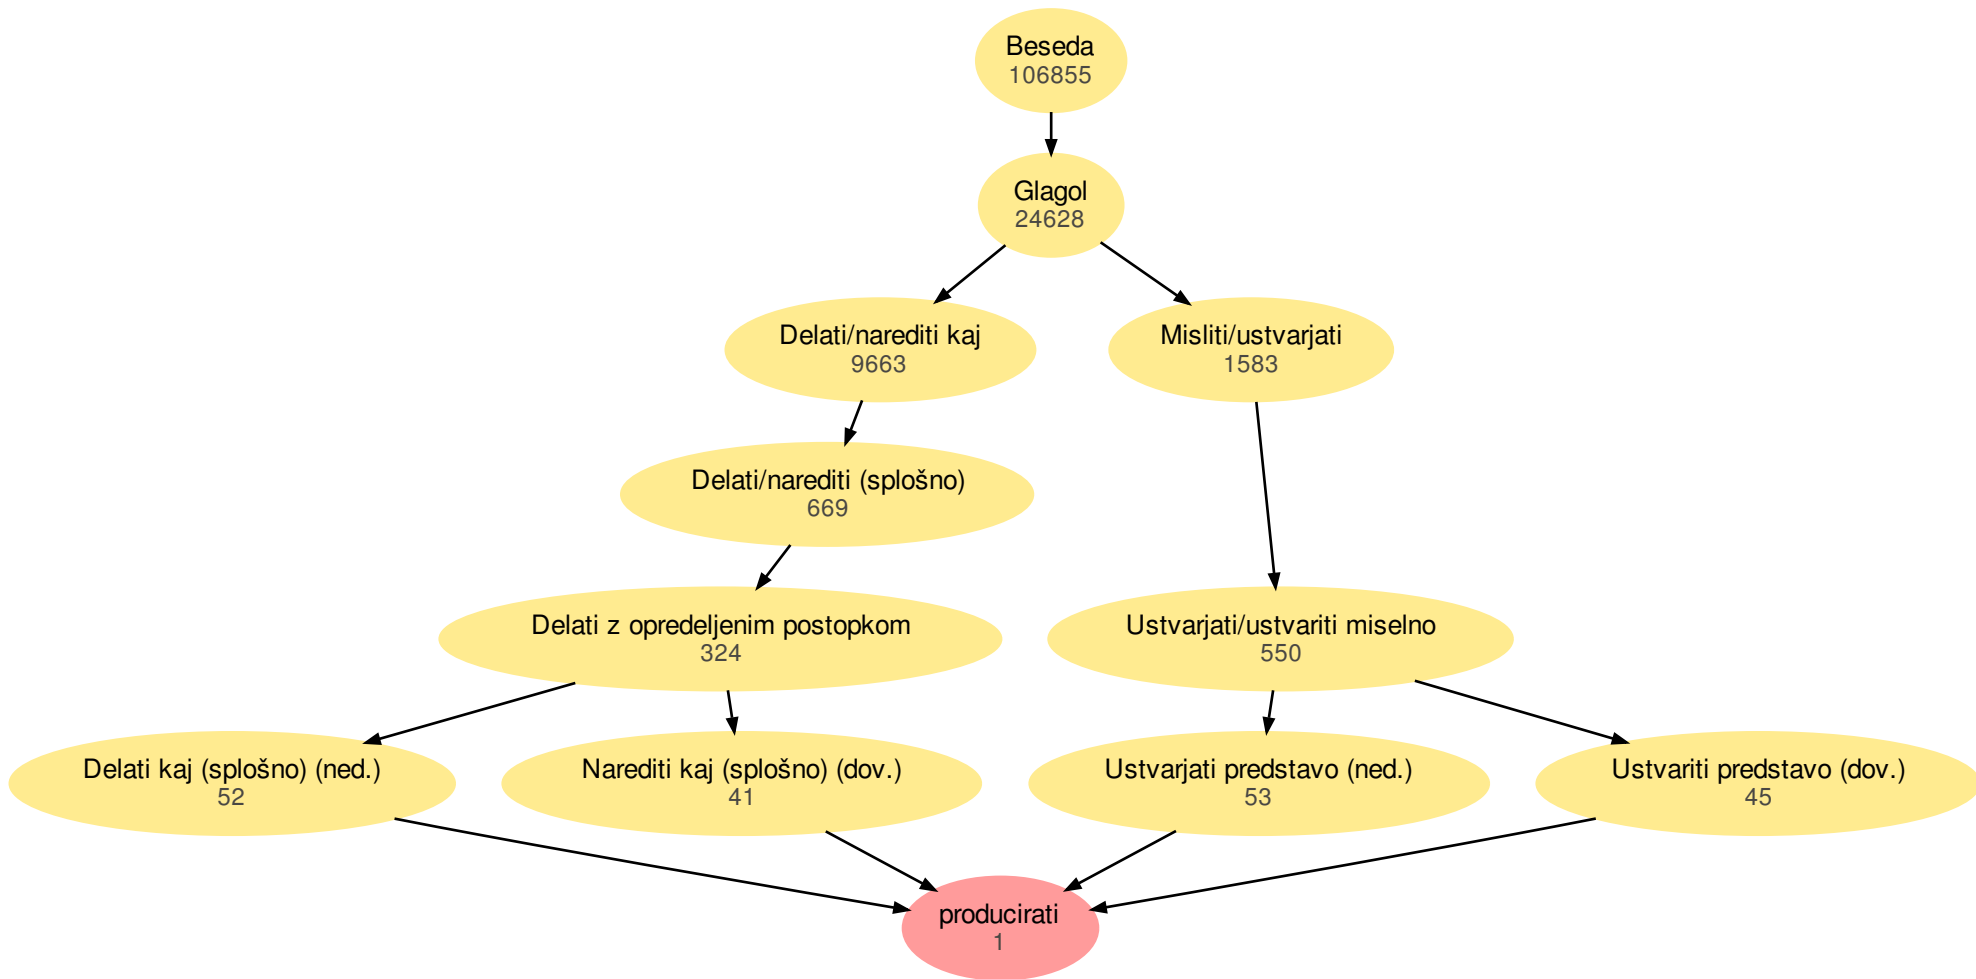 Beseda
106855
Glagol
24628
Delati/narediti kaj
9663
Misliti/ustvarjati
1583
Delati/narediti (splošno)
669
Delati z opredeljenim postopkom
324
Ustvarjati/ustvariti miselno
550
Delati kaj (splošno) (ned.)
52
Narediti kaj (splošno) (dov.)
41
Ustvarjati predstavo (ned.)
53
Ustvariti predstavo (dov.)
45
producirati
1